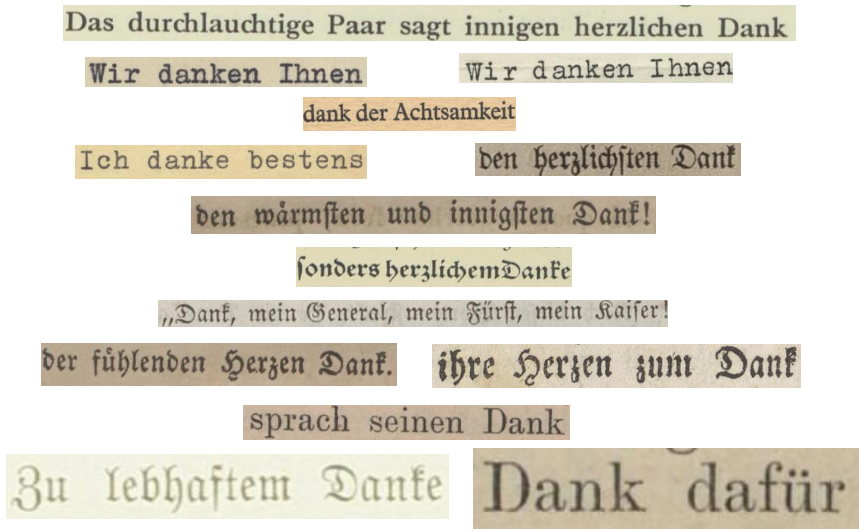 Das durchlauchtige Paar sagt innigen herzlichen Dank
Wir danken Ihnen
Wir danken Ihnen
dank der Achtsamkeit
Ich danke bestens
den herzlichſten Dank
den wärmſten und innigſten Dank!
ſonders herzlichem Danke
„Dank, mein General, mein Fürſt, mein Kaiſer!
der fühlenden Herzen Dank.
ihre Herzen zum Dank
sprach seinen Dank
Zu lebhaftem Danke
Dank dafür